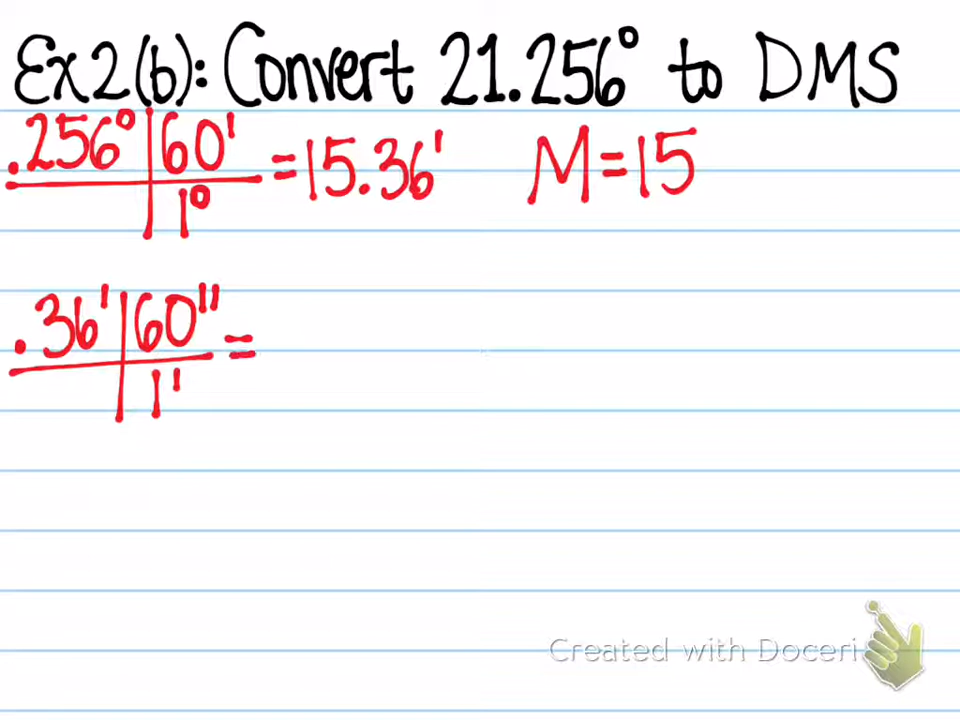 Ex2(b): Convert 21.256° to DMS
.256° | 60' = 15.36' M=15
1°
.36' | 60" =
1'
Created with Doceri